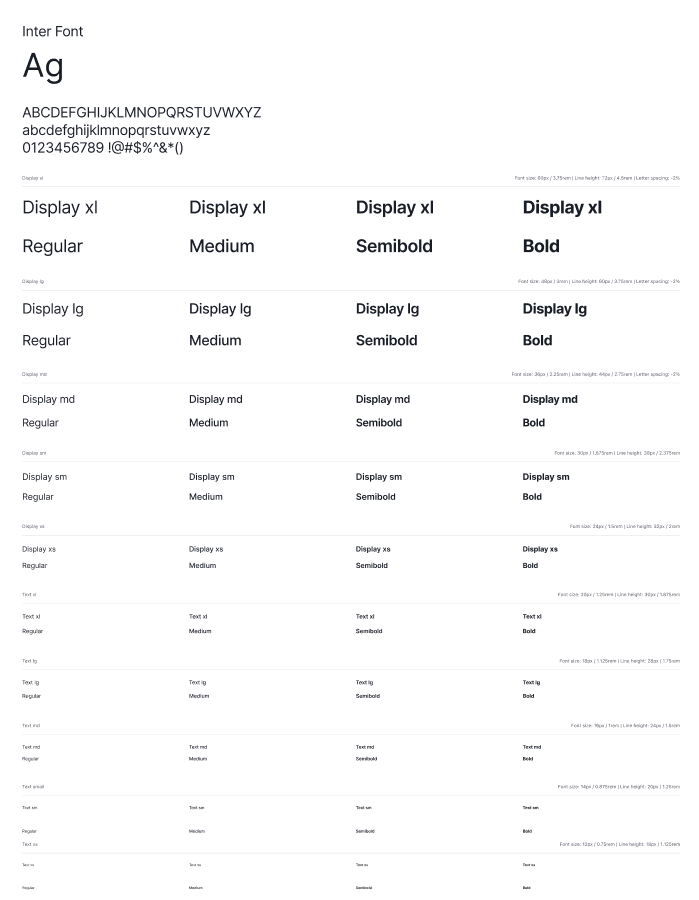 Inter Font
Ag
ABCDEFGHIJKLMNOPQRSTUVWXYZ
abcdefghijklmnopqrstuvwxyz
0123456789 !@#$%^&*()
Display xl Font size: 60px / 3.75rem | Line height: 72px / 4.5rem | Letter spacing: -2%
Display xl Display xl Display xl Display xl
Regular Medium Semibold Bold
Display lg Font size: 48px / 3rem | Line height: 60px / 3.75rem | Letter spacing: -2%
Display lg Display lg Display lg Display lg
Regular Medium Semibold Bold
Display md Font size: 36px / 2.25rem | Line height: 44px / 2.75rem | Letter spacing: -2%
Display md Display md Display md Display md
Regular Medium Semibold Bold
Display sm Font size: 30px / 1.875rem | Line height: 38px / 2.375rem
Display sm Display sm Display sm Display sm
Regular Medium Semibold Bold
Display xs Font size: 24px / 1.5rem | Line height: 32px / 2rem
Display xs Display xs Display xs Display xs
Regular Medium Semibold Bold
Text xl Font size: 20px / 1.25rem | Line height: 30px / 1.875rem
Text xl Text xl Text xl Text xl
Regular Medium Semibold Bold
Text lg Font size: 18px / 1.125rem | Line height: 28px / 1.75rem
Text lg Text lg Text lg Text lg
Regular Medium Semibold Bold
Text md Font size: 16px / 1rem | Line height: 24px / 1.5rem
Text md Text md Text md Text md
Regular Medium Semibold Bold
Text small Font size: 14px / 0.875rem | Line height: 20px / 1.25rem
Text sm Text sm Text sm Text sm
Regular Medium Semibold Bold
Text xs Font size: 12px / 0.75rem | Line height: 18px / 1.125rem
Text xs Text xs Text xs Text xs
Regular Medium Semibold Bold